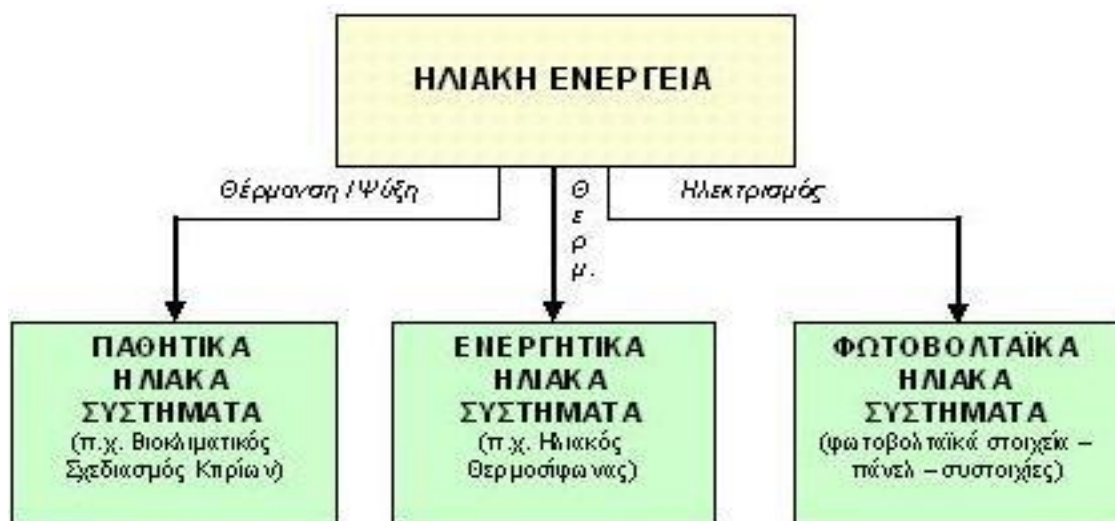 ΗΛΙΑΚΗ ΕΝΕΡΓΕΙΑ
Θέρμανση / Ψύξη
Θ
ε
ρ
μ.
Ηλεκτρισμός
ΠΑΘΗΤΙΚΑ
ΗΛΙΑΚΑ
ΣΥΣΤΗΜΑΤΑ
(π.χ. Βιοκλιματικός
Σχεδιασμός Κτιρίων)
ΕΝΕΡΓΗΤΙΚΑ
ΗΛΙΑΚΑ
ΣΥΣΤΗΜΑΤΑ
(π.χ. Ηλιακός
Θερμοσίφωνας)
ΦΩΤΟΒΟΛΤΑΪΚΑ
ΗΛΙΑΚΑ
ΣΥΣΤΗΜΑΤΑ
(φωτοβολταϊκά στοιχεία –
πάνελ – συστοιχίες)